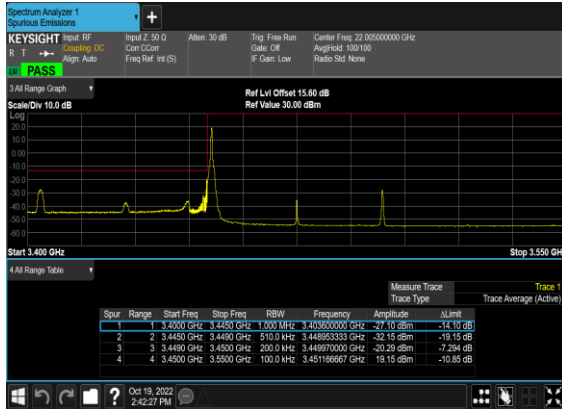 Spectrum Analyzer 1
Spurious Emissions
KEYSIGHT Input: RF Input Z: 50 Ω Atten: 30 dB Trig: Free Run Center Freq: 22.005000000 GHz
R T Coupling: DC Corr CCorr Gate: Off Avg|Hold: 100/100
Align: Auto Freq Ref: Int (S) IF Gain: Low Radio Std: None
PASS
3 All Range Graph
Ref Lvl Offset 15.60 dB
Scale/Div 10.0 dB Ref Value 30.00 dBm
Log
20.0
10.0
0.00
-10.0
-20.0
-30.0
-40.0
-50.0
-60.0
Start 3.400 GHz Stop 3.550 GH
4 All Range Table
Measure Trace Trace 1
Trace Type Trace Average (Active)
Spur Range Start Freq Stop Freq RBW Frequency Amplitude ΔLimit
1 1 3.4000 GHz 3.4450 GHz 1.000 MHz 3.403600000 GHz -27.10 dBm -14.10 dB
2 2 3.4450 GHz 3.4490 GHz 510.0 kHz 3.448953333 GHz -32.15 dBm -19.15 dB
3 3 3.4490 GHz 3.4500 GHz 200.0 kHz 3.449970000 GHz -20.29 dBm -7.294 dB
4 4 3.4500 GHz 3.5500 GHz 100.0 kHz 3.451166667 GHz 19.15 dBm -10.85 dB
Oct 19, 2022
2:42:27 PM